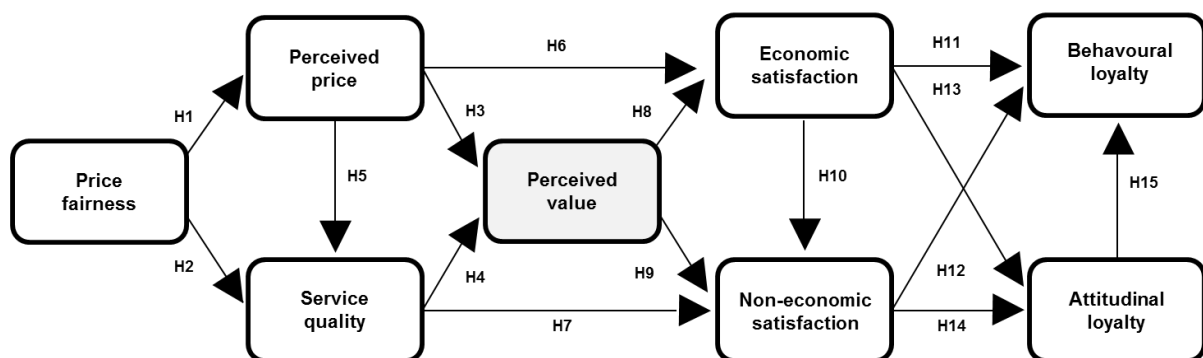 Perceived
price
H6
Economic
satisfaction
H11
Behavoural
loyalty
H13
H1
H3
H8
Price
fairness
H5
Perceived
value
H10
H15
H2
H4
H9
H12
Service
quality
H7
Non-economic
satisfaction
H14
Attitudinal
loyalty